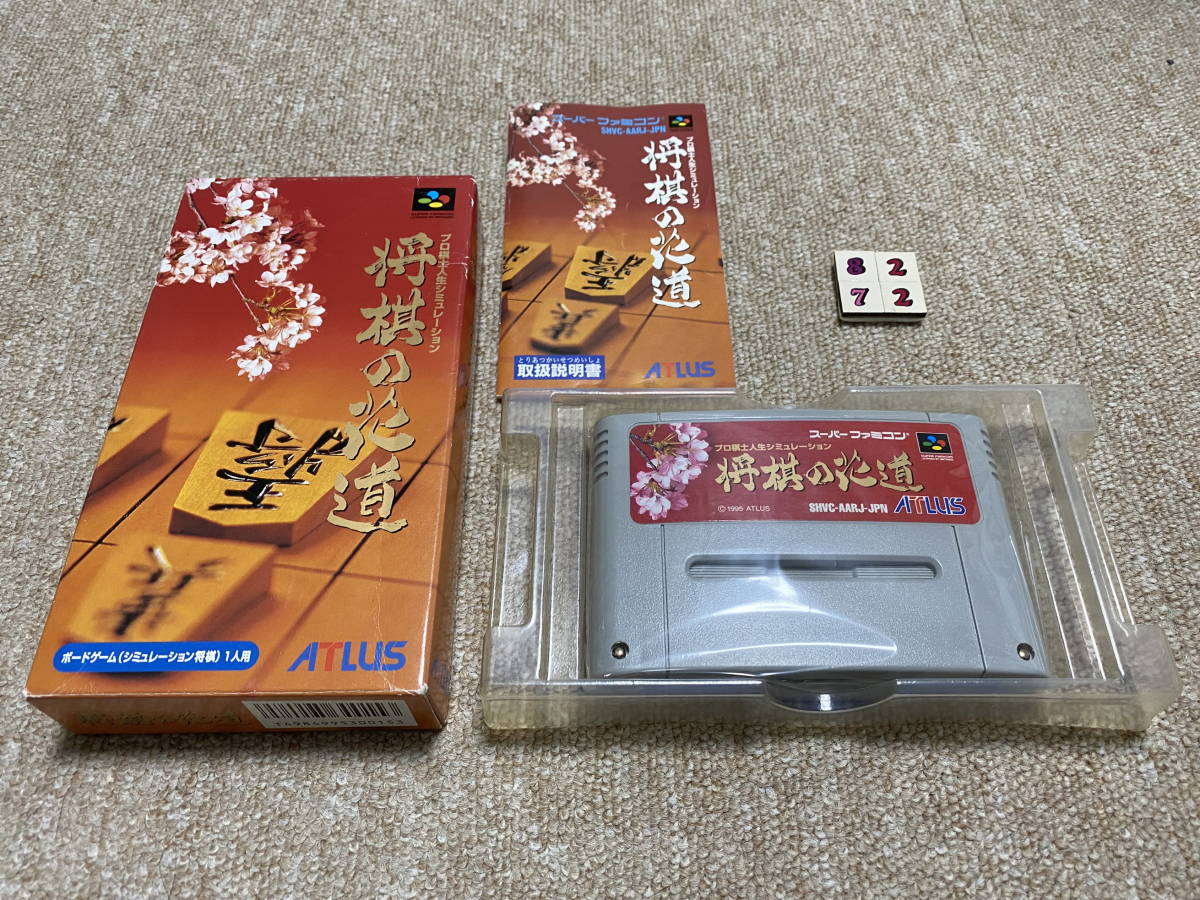 SUPER FAMICOM
プロ棋士人生シミュレーション
将棋の花道
王将
ボードゲーム(シミュレーション将棋) 1人用
ATLUS
T4984995300153
スーパーファミコン
SHVC-AARJ-JPN
プロ棋士人生シミュレーション
将棋の花道
とりあつかいせつめいしょ
取扱説明書
ATLUS
8 2
7 2
スーパーファミコン
プロ棋士人生シミュレーション
将棋の花道
© 1995 ATLUS
SHVC-AARJ-JPN
ATLUS